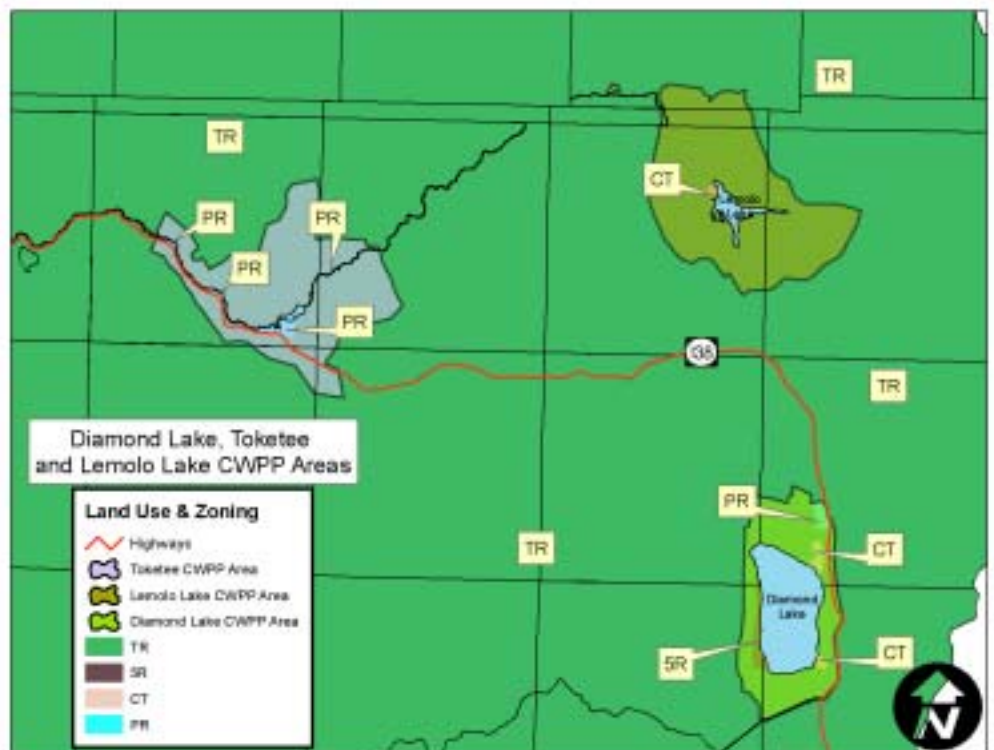 TR
TR
CT
PR
PR
PR
PR
138
TR
Diamond Lake, Toketee
and Lemolo Lake CWPP Areas
Land Use & Zoning
Highways
Toketee CWPP Area
Lemolo Lake CWPP Area
Diamond Lake CWPP Area
TR
5R
CT
PR
PR
TR
CT
Diamond
Lake
5R
CT
N